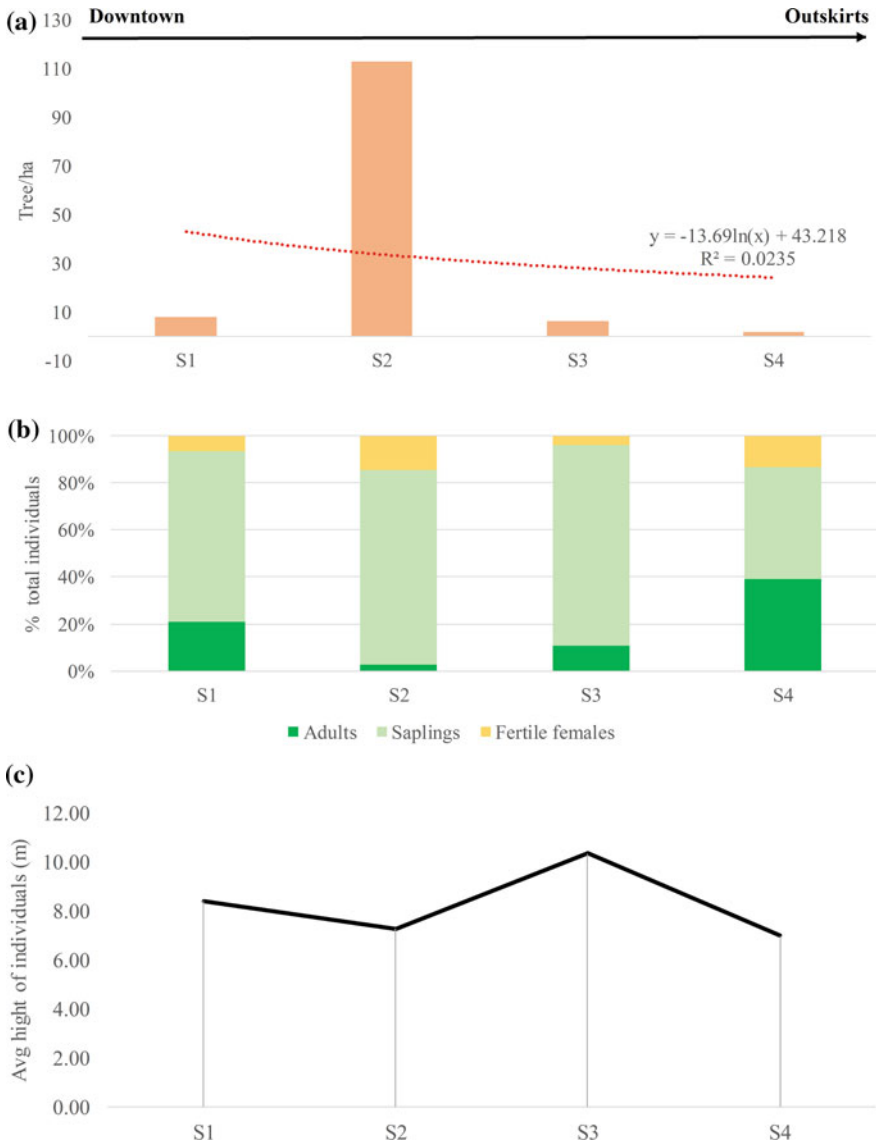 (a)
Downtown Outskirts
130
110
90
70
50
30
10
-10
Tree/ha
y = -13.69ln(x) + 43.218
R² = 0.0235
S1 S2 S3 S4
(b)
100%
80%
60%
40%
20%
0%
% total individuals
S1 S2 S3 S4
Adults Saplings Fertile females
(c)
12.00
10.00
8.00
6.00
4.00
2.00
0.00
Avg hight of individuals (m)
S1 S2 S3 S4